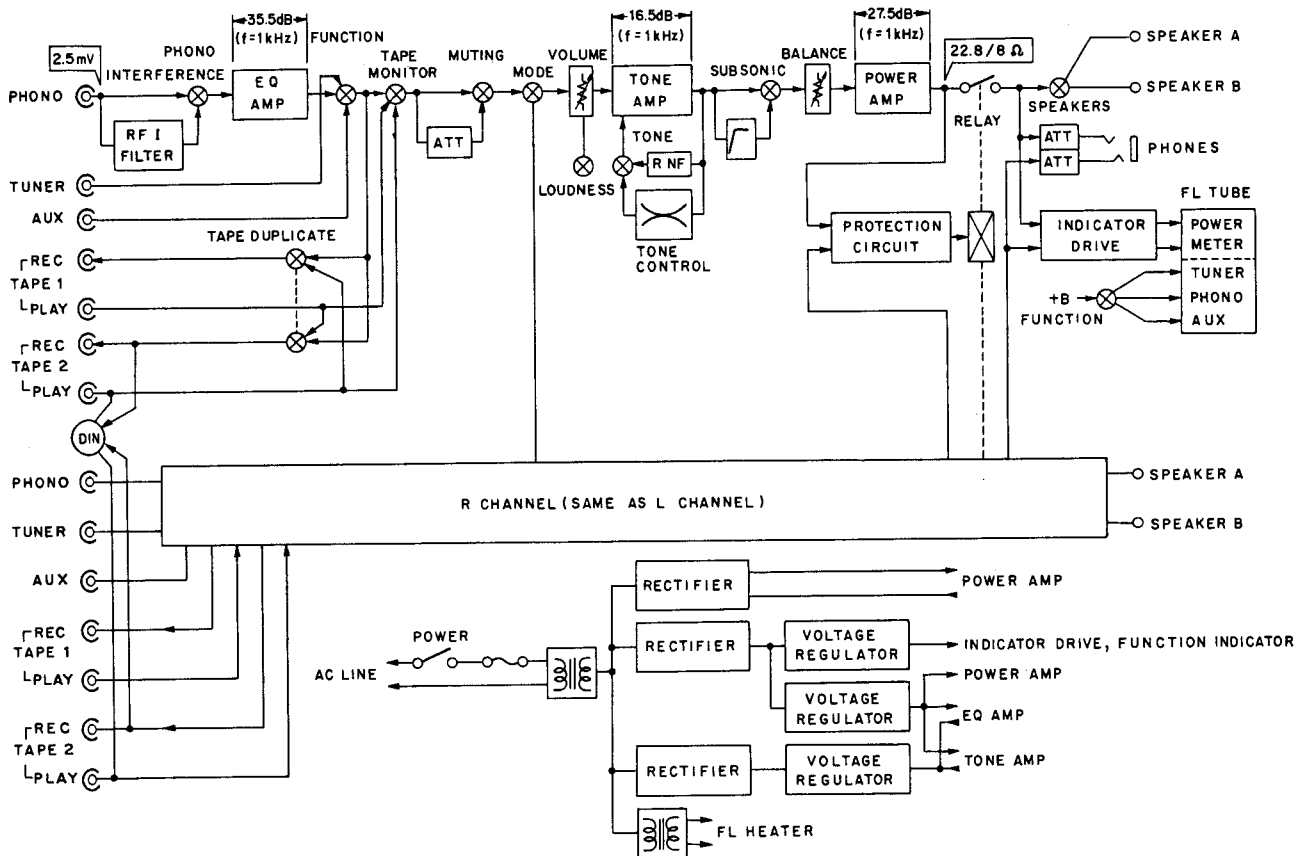 35.5dB
(f=1kHz)
16.5dB
(f=1kHz)
27.5dB
(f=1kHz)
2.5mV
PHONO
INTERFERENCE
FUNCTION
TAPE
MONITOR
MUTING
MODE
VOLUME
SUBSONIC
BALANCE
22.8/8 Ω
SPEAKER A
PHONO
EQ
AMP
TONE
AMP
POWER
AMP
SPEAKER B
RELAY
SPEAKERS
RFI
FILTER
ATT
TONE
LOUDNESS
R NF
ATT
ATT
PHONES
TUNER
AUX
TAPE DUPLICATE
TONE
CONTROL
PROTECTION
CIRCUIT
INDICATOR
DRIVE
FL TUBE
POWER
METER
TUNER
PHONO
AUX
+B
FUNCTION
REC
TAPE 1
PLAY
REC
TAPE 2
PLAY
DIN
PHONO
TUNER
R CHANNEL (SAME AS L CHANNEL)
SPEAKER A
SPEAKER B
AUX
REC
TAPE 1
PLAY
REC
TAPE 2
PLAY
POWER
AC LINE
RECTIFIER
POWER AMP
RECTIFIER
VOLTAGE
REGULATOR
INDICATOR DRIVE, FUNCTION INDICATOR
VOLTAGE
REGULATOR
POWER AMP
EQ AMP
RECTIFIER
VOLTAGE
REGULATOR
TONE AMP
FL HEATER